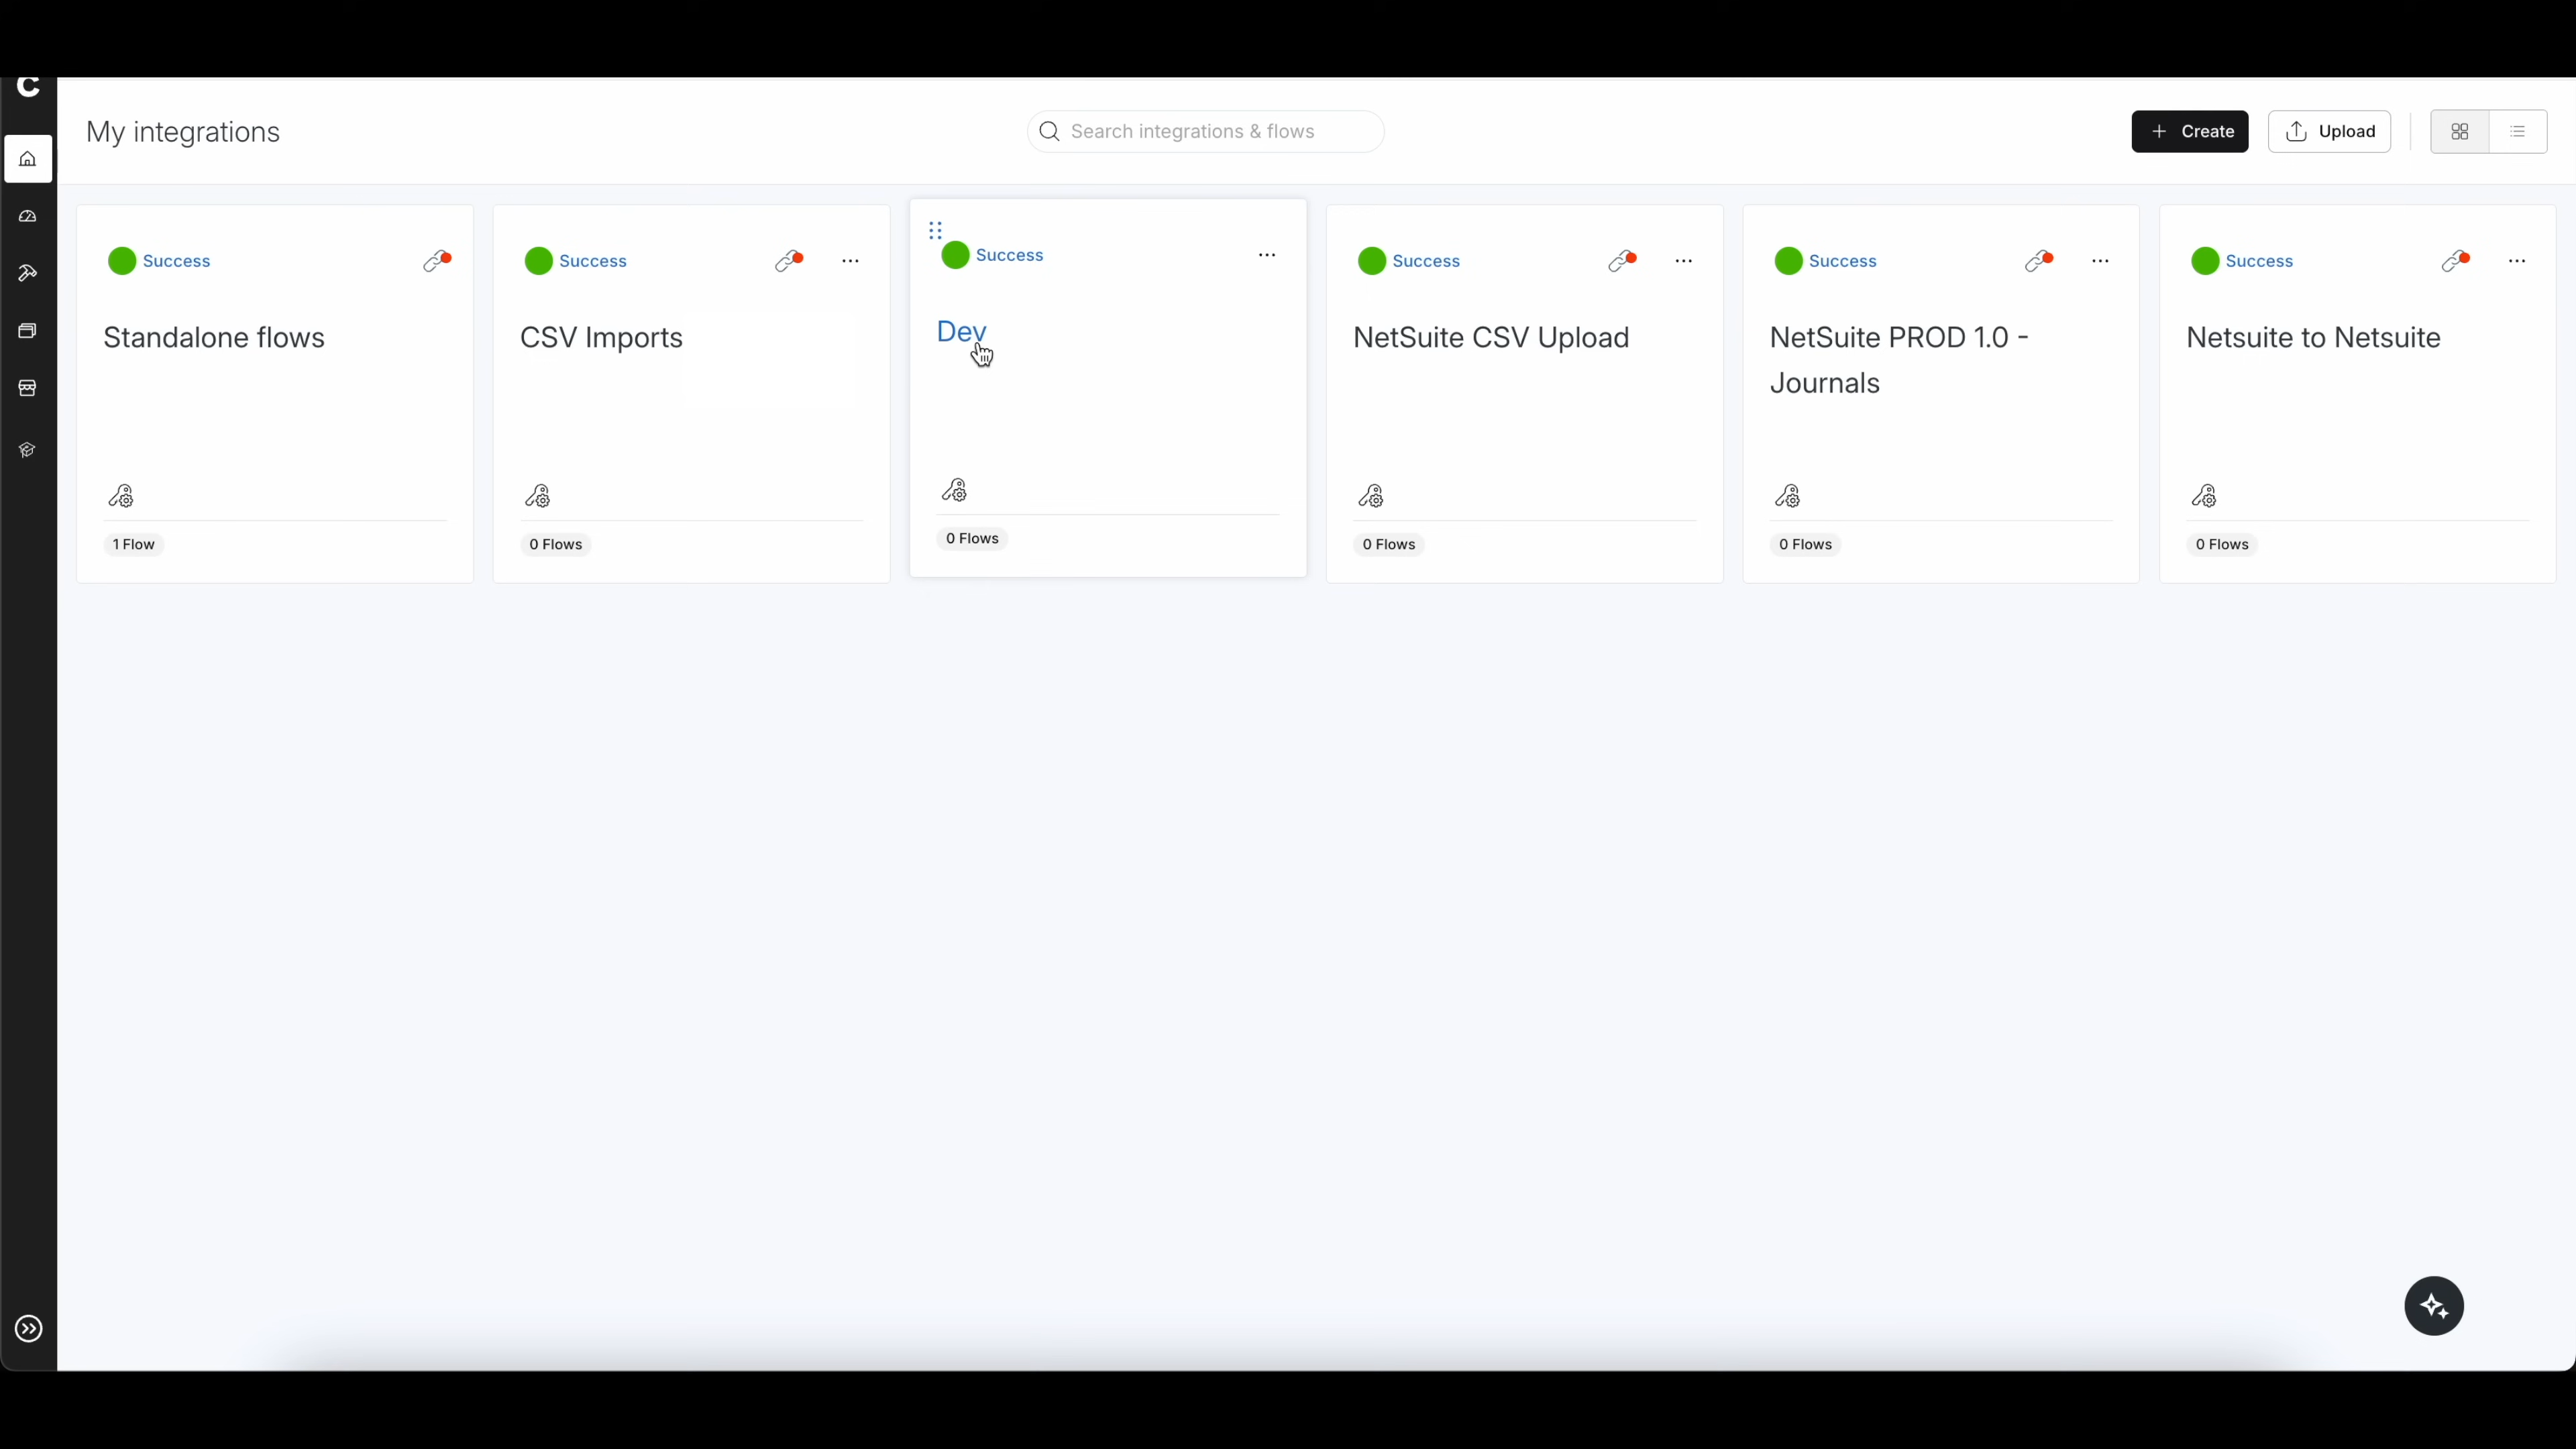 My integrations
Search integrations & flows
Create
Upload
Success
Standalone flows
1 Flow
Success
CSV Imports
0 Flows
Success
Dev
0 Flows
Success
NetSuite CSV Upload
0 Flows
Success
NetSuite PROD 1.0 -
Journals
0 Flows
Success
Netsuite to Netsuite
0 Flows